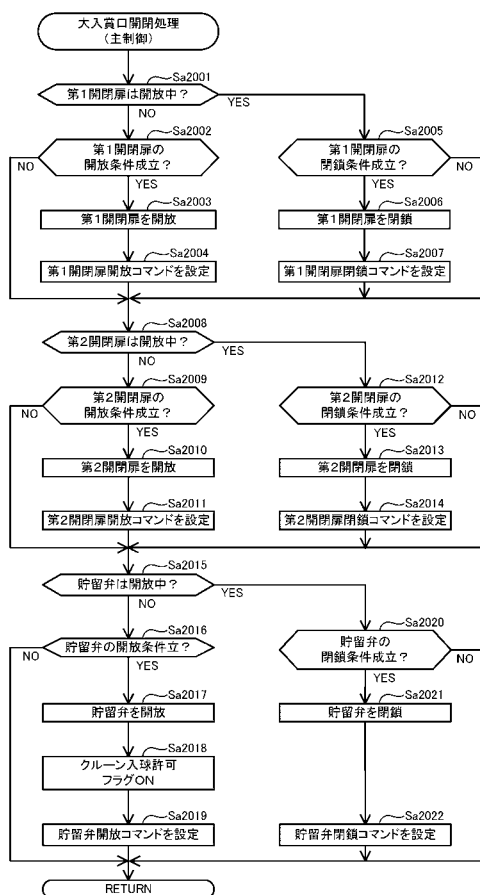 大入賞口開閉処理
(主制御)
Sa2001
第1開閉扉は開放中?
YES
NO
Sa2002
第1開閉扉の
開放条件成立?
NO
YES
Sa2005
第1開閉扉の
閉鎖条件成立?
NO
YES
Sa2003
第1開閉扉を開放
Sa2006
第1開閉扉を閉鎖
Sa2004
第1開閉扉開放コマンドを設定
Sa2007
第1開閉扉閉鎖コマンドを設定
Sa2008
第2開閉扉は開放中?
YES
NO
Sa2009
第2開閉扉の
開放条件成立?
NO
YES
Sa2012
第2開閉扉の
閉鎖条件成立?
NO
YES
Sa2010
第2開閉扉を開放
Sa2013
第2開閉扉を閉鎖
Sa2011
第2開閉扉開放コマンドを設定
Sa2014
第2開閉扉閉鎖コマンドを設定
Sa2015
貯留弁は開放中?
YES
NO
Sa2016
貯留弁の開放条件立?
NO
YES
Sa2020
貯留弁の
閉鎖条件成立?
NO
YES
Sa2017
貯留弁を開放
Sa2021
貯留弁を閉鎖
Sa2018
クルーン入球許可
フラグON
Sa2019
貯留弁開放コマンドを設定
Sa2022
貯留弁閉鎖コマンドを設定
RETURN